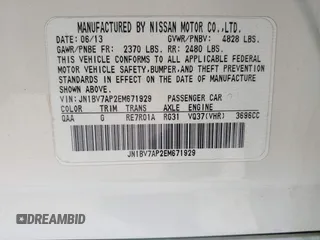 MANUFACTURED BY NISSAN MOTOR CO.,LTD.
DATE: 06/13 GVWR/PNBV: 4828 LBS.
GAWR/PNBE FR: 2370 LBS. RR: 2480 LBS.
THIS VEHICLE CONFORMS TO ALL APPLICABLE FEDERAL
MOTOR VEHICLE SAFETY, BUMPER, AND THEFT PREVENTION
STANDARDS IN EFFECT ON THE DATE OF MANUFACTURE
SHOWN ABOVE.
VIN: JN1BV7AP2EM671929 PASSENGER CAR
COLOR TRIM TRANS AXLE ENGINE
QAA G RE7R01A RG31 VQ37(VHR) 3696CC
JN1BV7AP2EM671929
DREAMBID